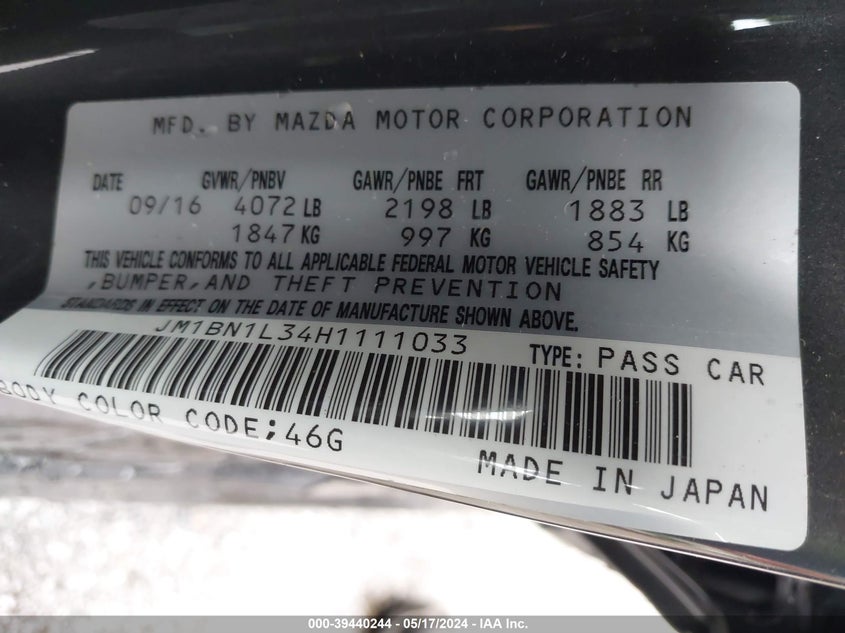 MFD. BY MAZDA MOTOR CORPORATION
DATE GVWR/PNBV GAWR/PNBE FRT GAWR/PNBE RR
09/16 4072 LB 2198 LB 1883 LB
1847 KG 997 KG 854 KG
THIS VEHICLE CONFORMS TO ALL APPLICABLE FEDERAL MOTOR VEHICLE SAFETY
,BUMPER,AND THEFT PREVENTION
STANDARDS IN EFFECT ON THE DATE OF MANUFACTURE SHOWN ABOVE.
JM1BN1L34H1111033 TYPE: PASS CAR
BODY COLOR CODE;46G
MADE IN JAPAN
000-39440244 — 05/17/2024 — IAA Inc.